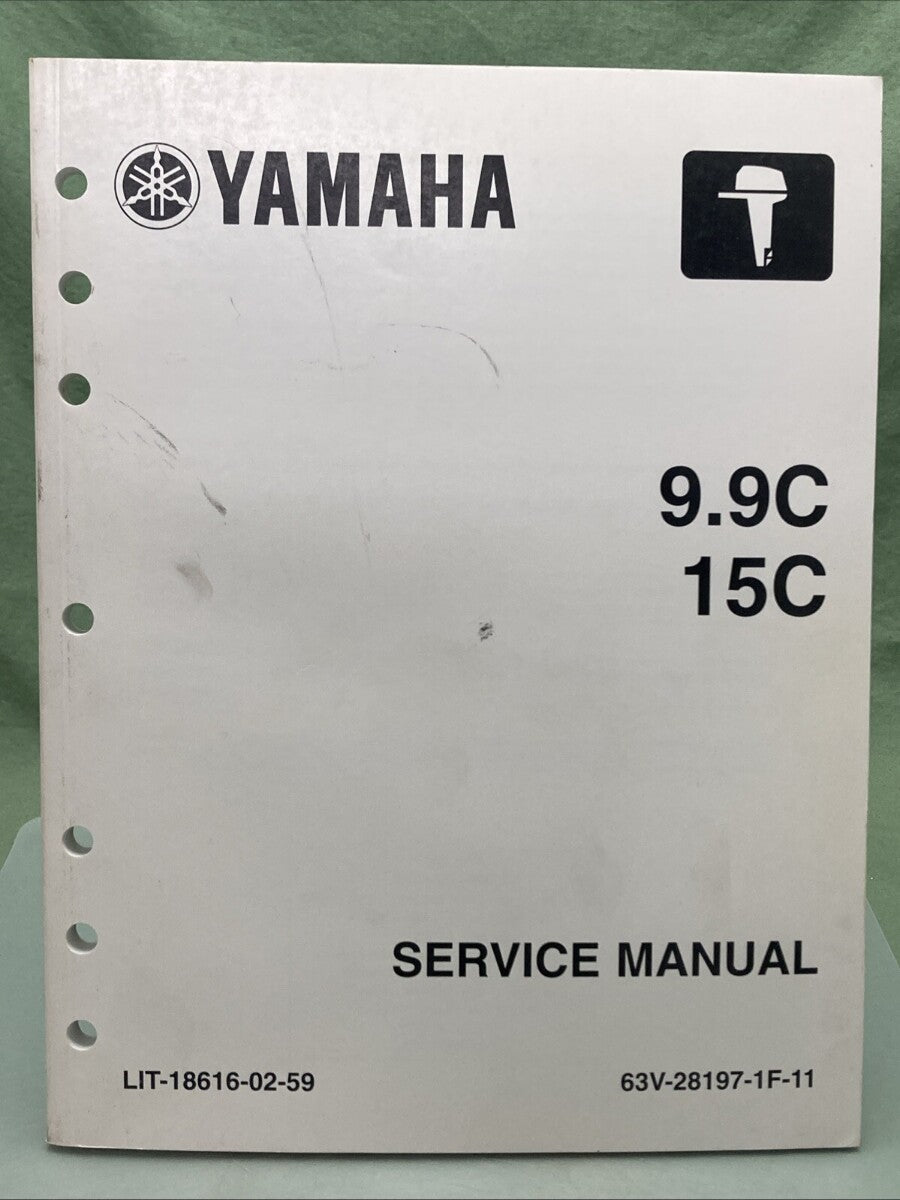 YAMAHA
9.9C
15C
SERVICE MANUAL
LIT-18616-02-59
63V-28197-1F-11